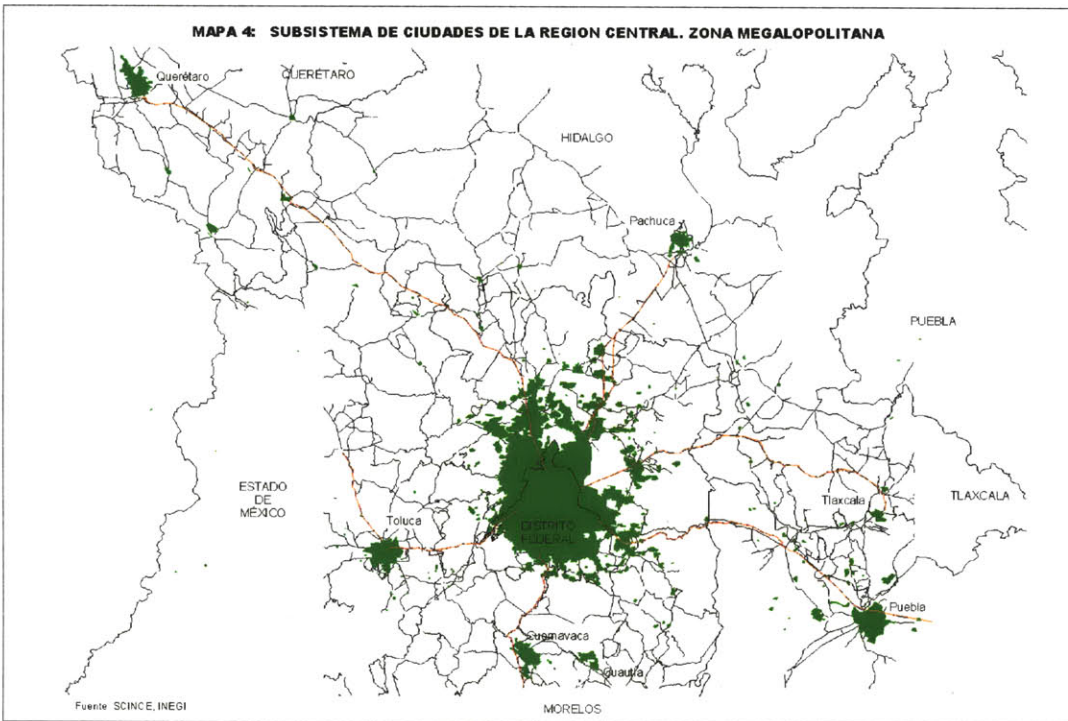 MAPA 4: SUBSISTEMA DE CIUDADES DE LA REGION CENTRAL. ZONA MEGALOPOLITANA
Querétaro
QUERÉTARO
HIDALGO
Pachuca
PUEBLA
ESTADO
DE
MÉXICO
Toluca
DISTRITO
FEDERAL
Tlaxcala
TLAXCALA
Puebla
Cuernavaca
Cuautla
Fuente SCINCE, INEGI
MORELOS